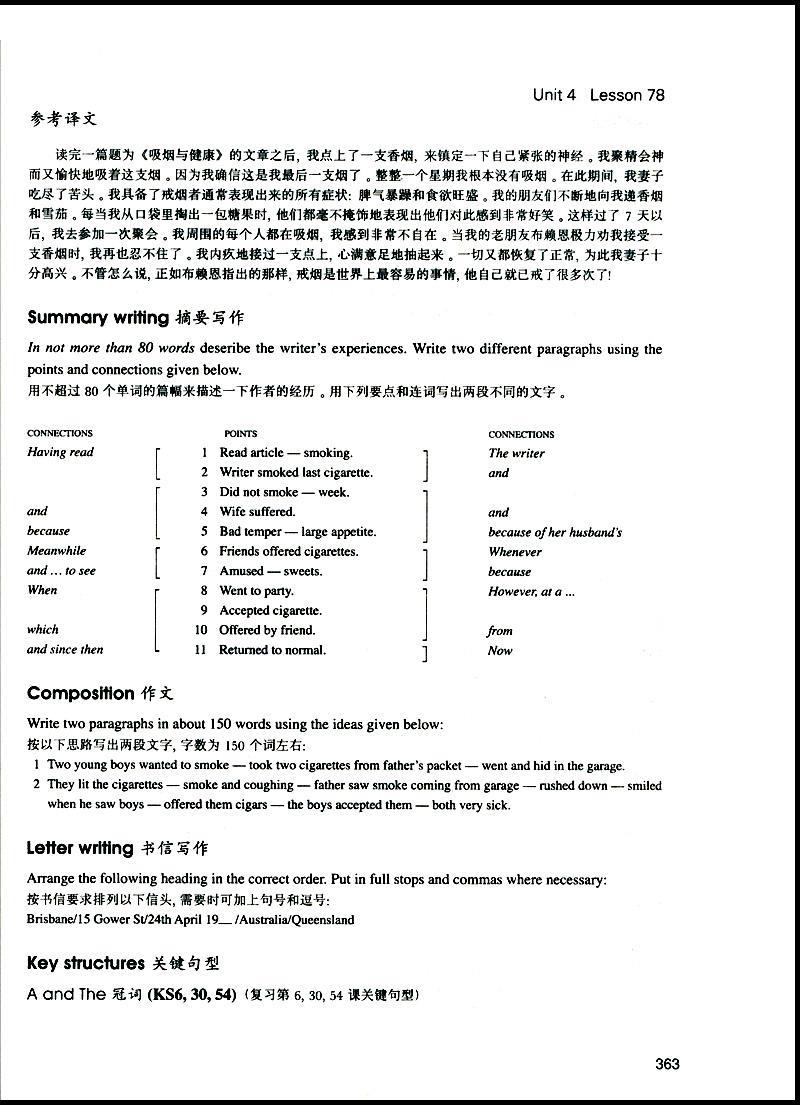 Unit 4 Lesson 78
参考译文
读完一篇题为《吸烟与健康》的文章之后, 我点上了一支香烟, 来镇定一下自己紧张的神经。我聚精会神
而又愉快地吸着这支烟。因为我确信这是我最后一支烟了。整整一个星期我根本没有吸烟。在此期间, 我妻子
吃尽了苦头。我具备了戒烟者通常表现出来的所有症状: 脾气暴躁和食欲旺盛。我的朋友们不断地向我递香烟
和雪茄。每当我从口袋里掏出一包糖果时, 他们都毫不掩饰地表现出他们对此感到非常好笑。这样过了 7 天以
后, 我去参加一次聚会。我周围的每个人都在吸烟, 我感到非常不自在。当我的老朋友布赖恩极力劝我接受一
支香烟时, 我再也忍不住了。我内疚地接过一支点上, 心满意足地抽起来。一切又都恢复了正常, 为此我妻子十
分高兴。不管怎么说, 正如布赖恩指出的那样, 戒烟是世界上最容易的事情, 他自己就已戒了很多次了!
Summary writing 摘要写作
In not more than 80 words deseribe the writer's experiences. Write two different paragraphs using the
points and connections given below.
用不超过 80 个单词的篇幅来描述一下作者的经历。用下列要点和连词写出两段不同的文字。
CONNECTIONS POINTS CONNECTIONS
Having read 1 Read article — smoking. The writer
2 Writer smoked last cigarette. and
3 Did not smoke — week.
and 4 Wife suffered. and
because 5 Bad temper — large appetite. because of her husband's
Meanwhile 6 Friends offered cigarettes. Whenever
and ... to see 7 Amused — sweets. because
When 8 Went to party. However, at a ...
9 Accepted cigarette.
which 10 Offered by friend. from
and since then 11 Returned to normal. Now
Composition 作文
Write two paragraphs in about 150 words using the ideas given below:
按以下思路写出两段文字, 字数为 150 个词左右:
1 Two young boys wanted to smoke — took two cigarettes from father's packet — went and hid in the garage.
2 They lit the cigarettes — smoke and coughing — father saw smoke coming from garage — rushed down — smiled
when he saw boys — offered them cigars — the boys accepted them — both very sick.
Letter writing 书信写作
Arrange the following heading in the correct order. Put in full stops and commas where necessary:
按书信要求排列以下信头, 需要时可加上句号和逗号:
Brisbane/15 Gower St/24th April 19__ /Australia/Queensland
Key structures 关键句型
A and The 冠词 (KS6, 30, 54) (复习第 6, 30, 54 课关键句型)
363